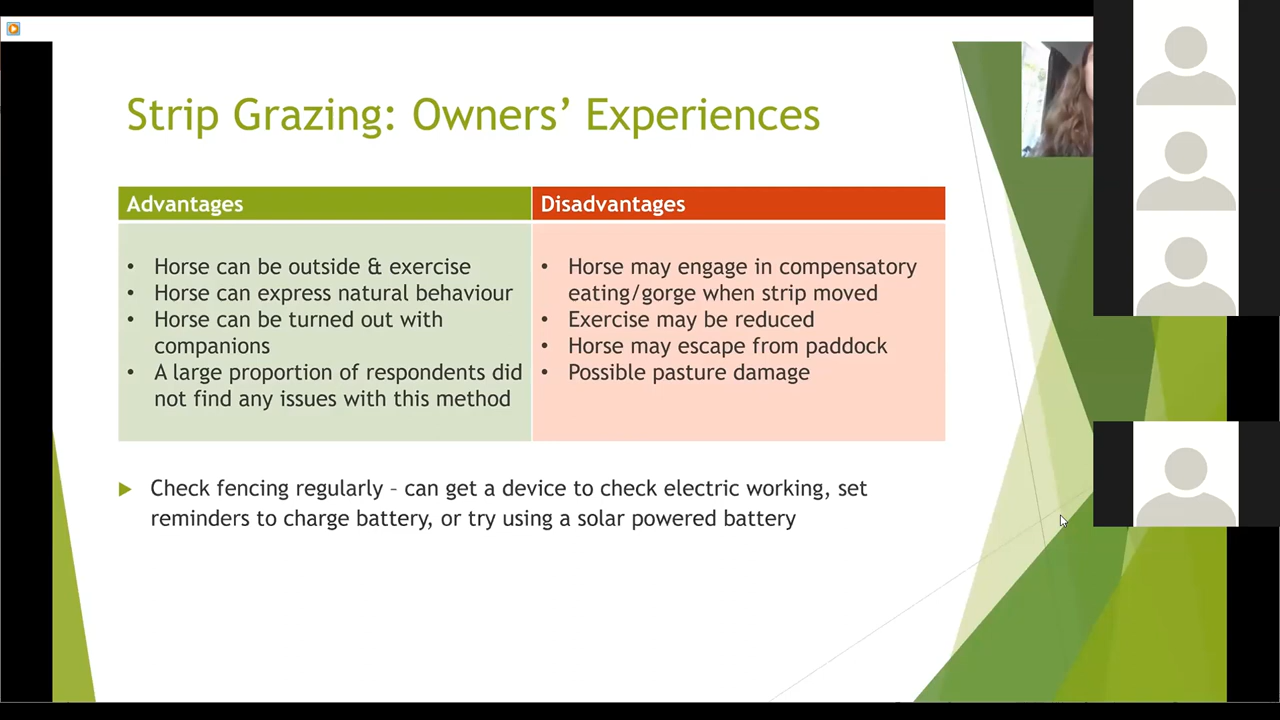 Strip Grazing: Owners’ Experiences
Advantages
Disadvantages
• Horse can be outside & exercise
• Horse can express natural behaviour
• Horse can be turned out with
companions
• A large proportion of respondents did
not find any issues with this method
• Horse may engage in compensatory
eating/gorge when strip moved
• Exercise may be reduced
• Horse may escape from paddock
• Possible pasture damage
Check fencing regularly – can get a device to check electric working, set
reminders to charge battery, or try using a solar powered battery